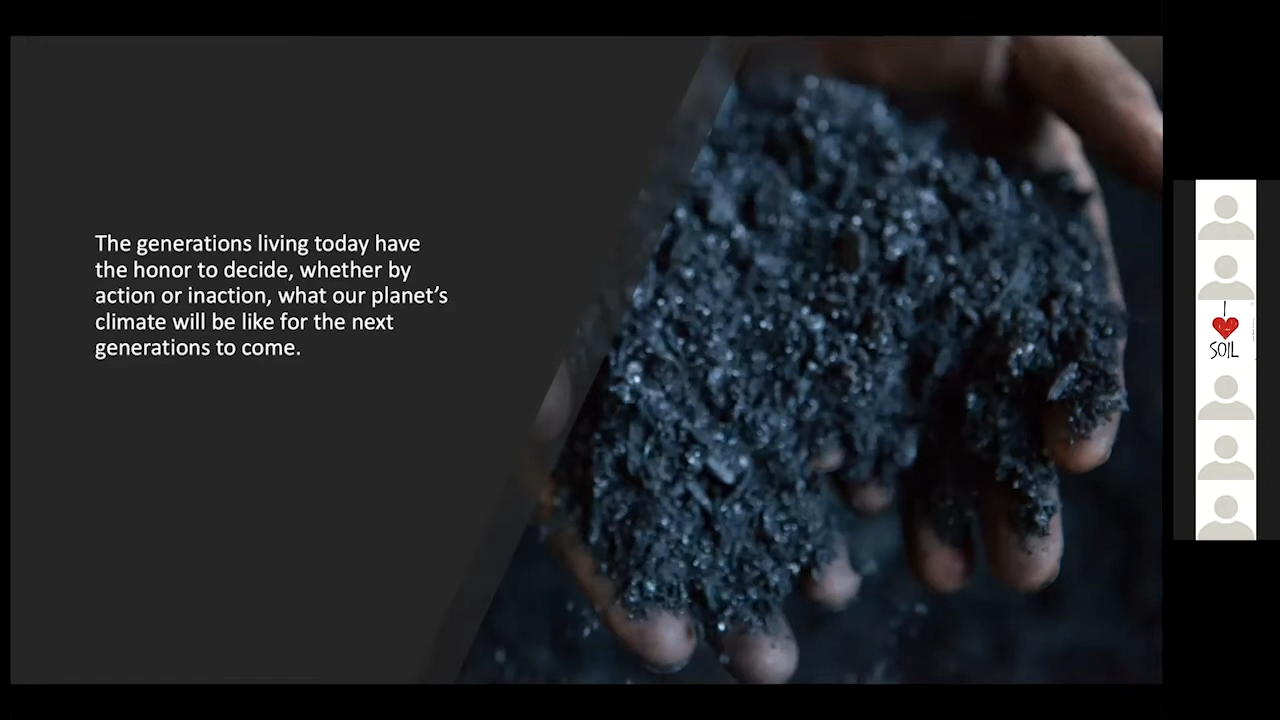 The generations living today have
the honor to decide, whether by
action or inaction, what our planet's
climate will be like for the next
generations to come.
I
SOIL